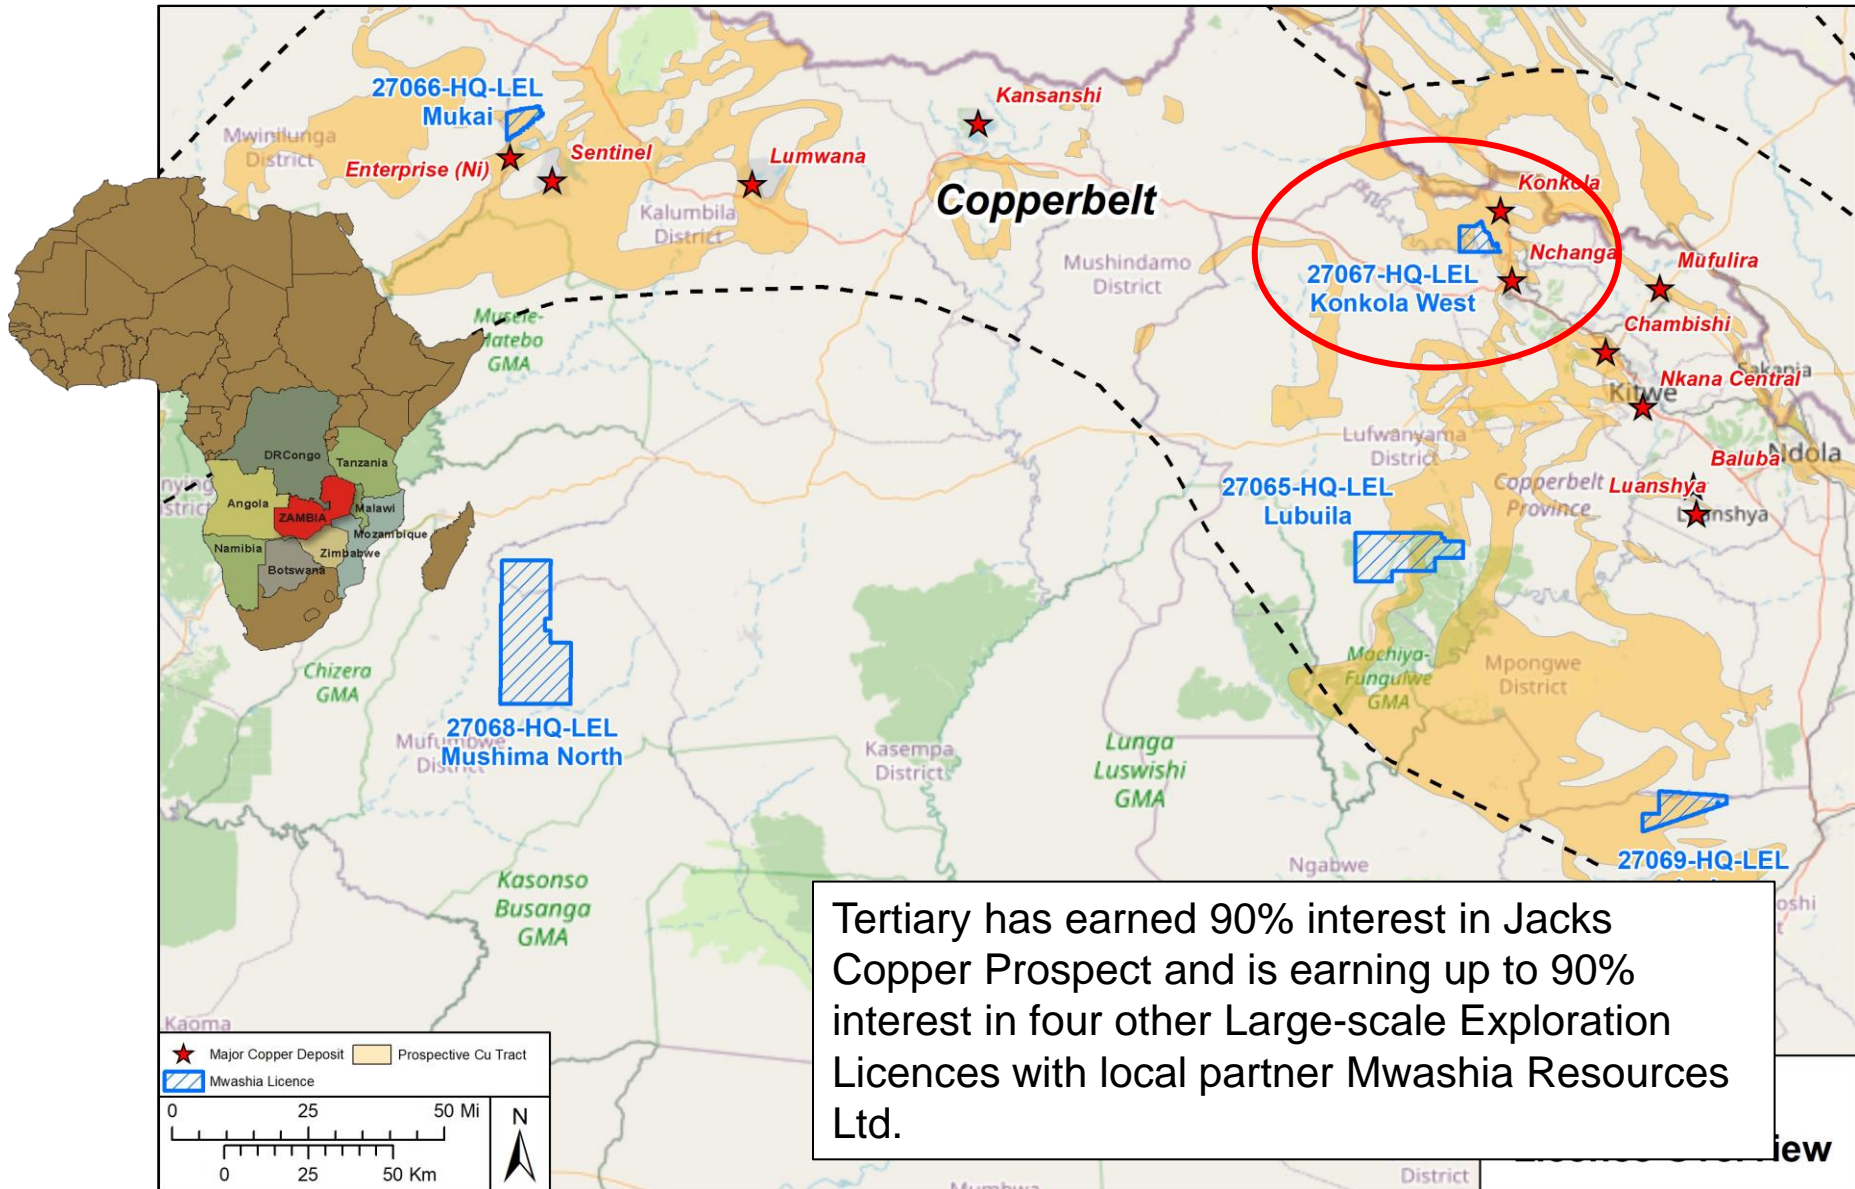 27066-HQ-LEL
Mukai
Mwinilunga
District
Enterprise (Ni)
Sentinel
Lumwana
Kansanshi
Kalumbila
District
Copperbelt
Mushindamo
District
Konkola
Nchanga
27067-HQ-LEL
Konkola West
Mufulira
Chambishi
Nkana Central
Sakania
Kitwe
Musele-
Matebo
GMA
Lufwanyama
District
Baluba
Ndola
Copperbelt
Province
Luanshya
Luanshya
27065-HQ-LEL
Lubuila
DRCongo
Tanzania
Angola
ZAMBIA
Malawi
Mozambique
Namibia
Zimbabwe
Botswana
Chizera
GMA
27068-HQ-LEL
Mushima North
Mufumbwe
District
Kasempa
District
Lunga
Luswishi
GMA
Machiya-
Fungulwe
GMA
Mpongwe
District
27069-HQ-LEL
Ngabwe
Kasonso
Busanga
GMA
Tertiary has earned 90% interest in Jacks
Copper Prospect and is earning up to 90%
interest in four other Large-scale Exploration
Licences with local partner Mwashia Resources
Ltd.
Kaoma
Major Copper Deposit
Prospective Cu Tract
Mwashia Licence
0 25 50 Mi
0 25 50 Km
N
District